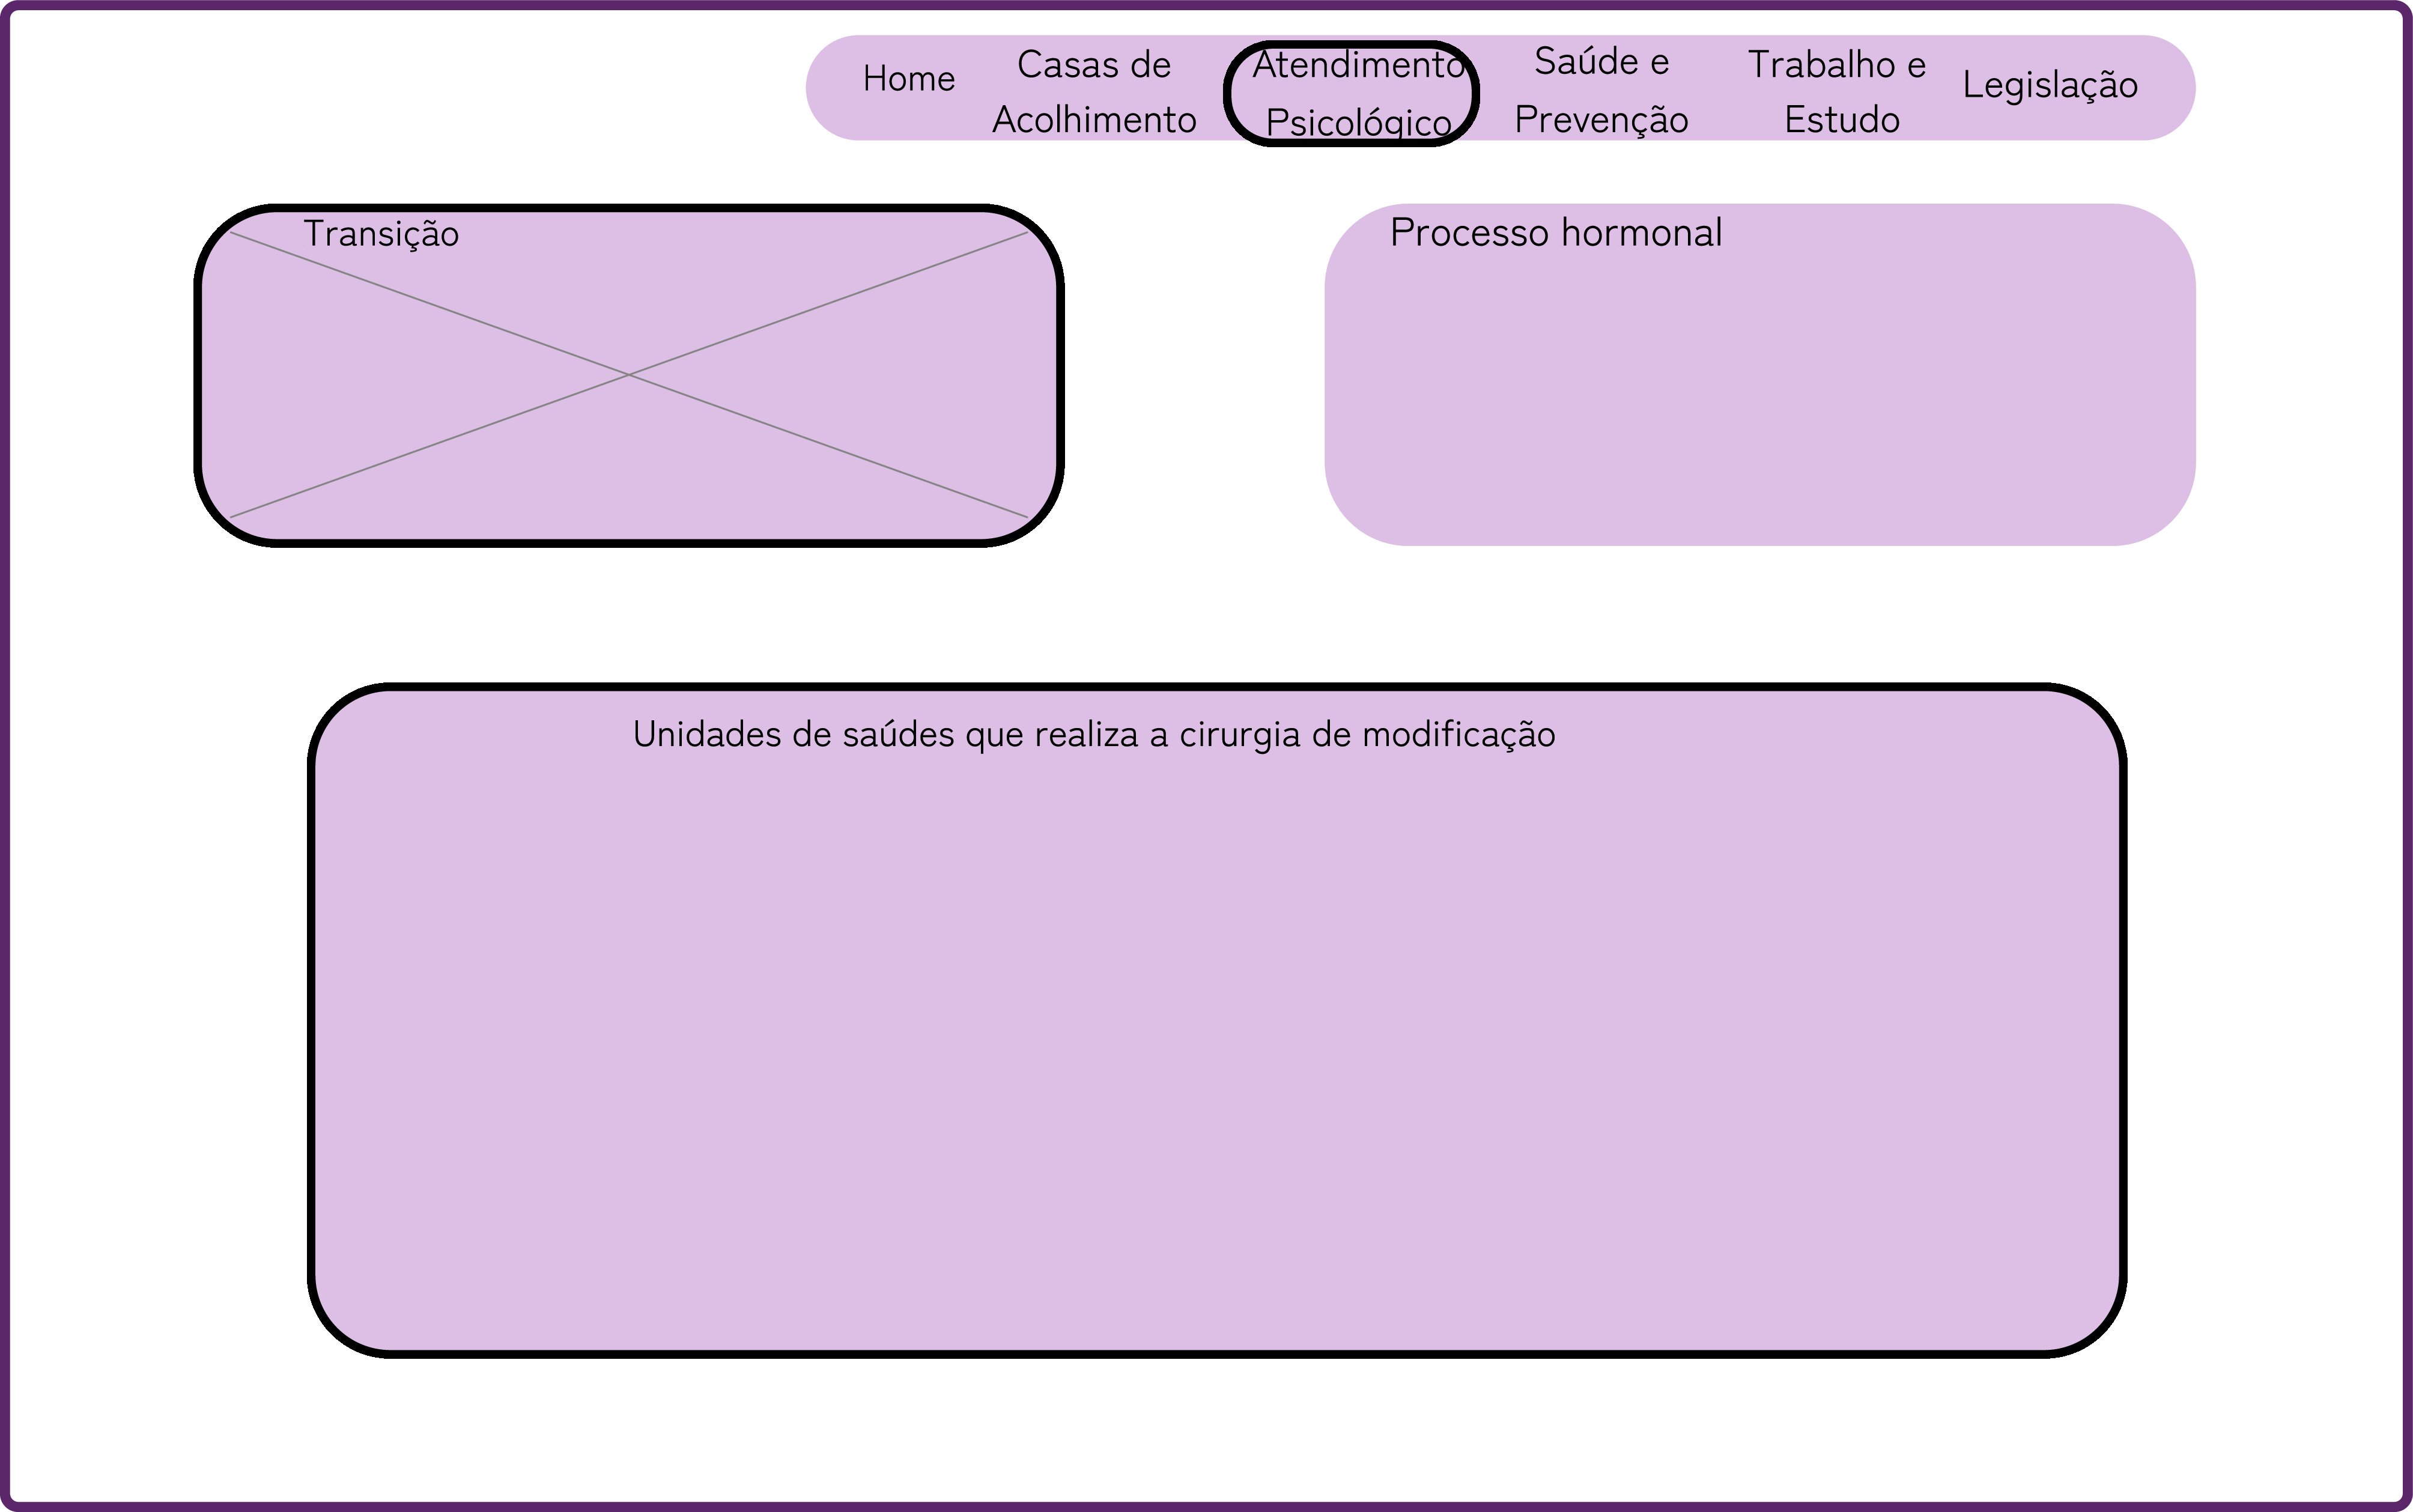 Home
Casas de
Acolhimento
Atendimento
Psicológico
Saúde e
Prevenção
Trabalho e
Estudo
Legislação
Transição
Processo hormonal
Unidades de saúdes que realiza a cirurgia de modificação